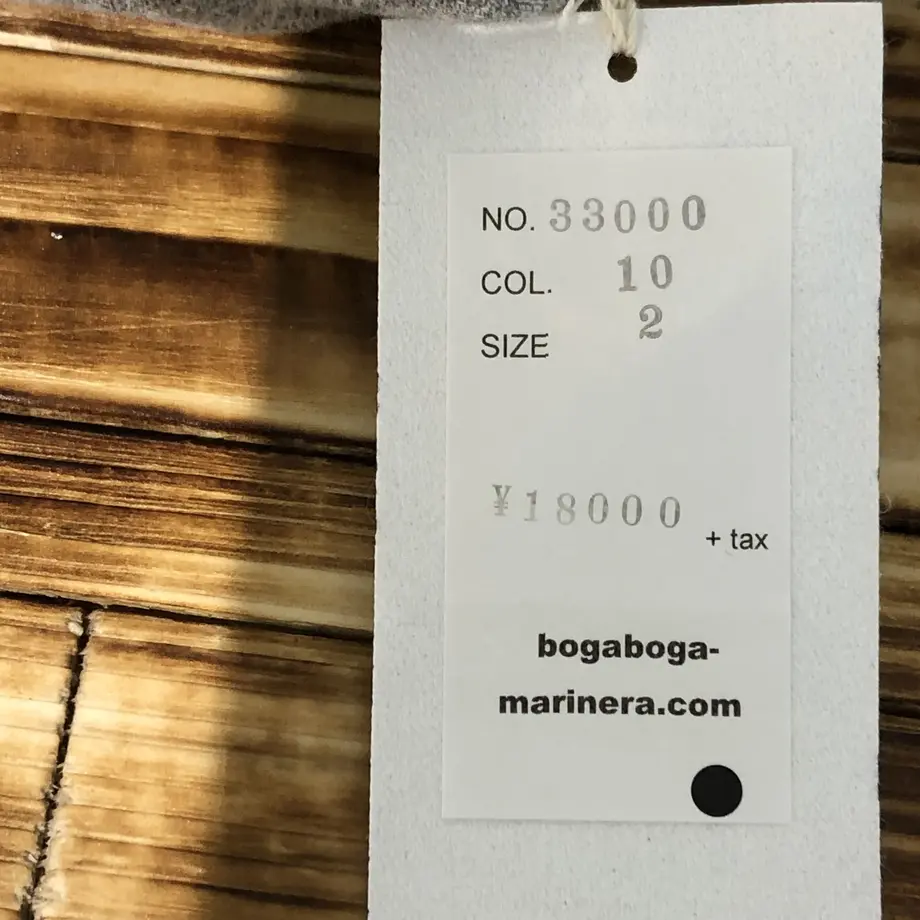 NO. 33000
COL. 10
SIZE 2
¥18000 + tax
bogaboga-
marinera.com